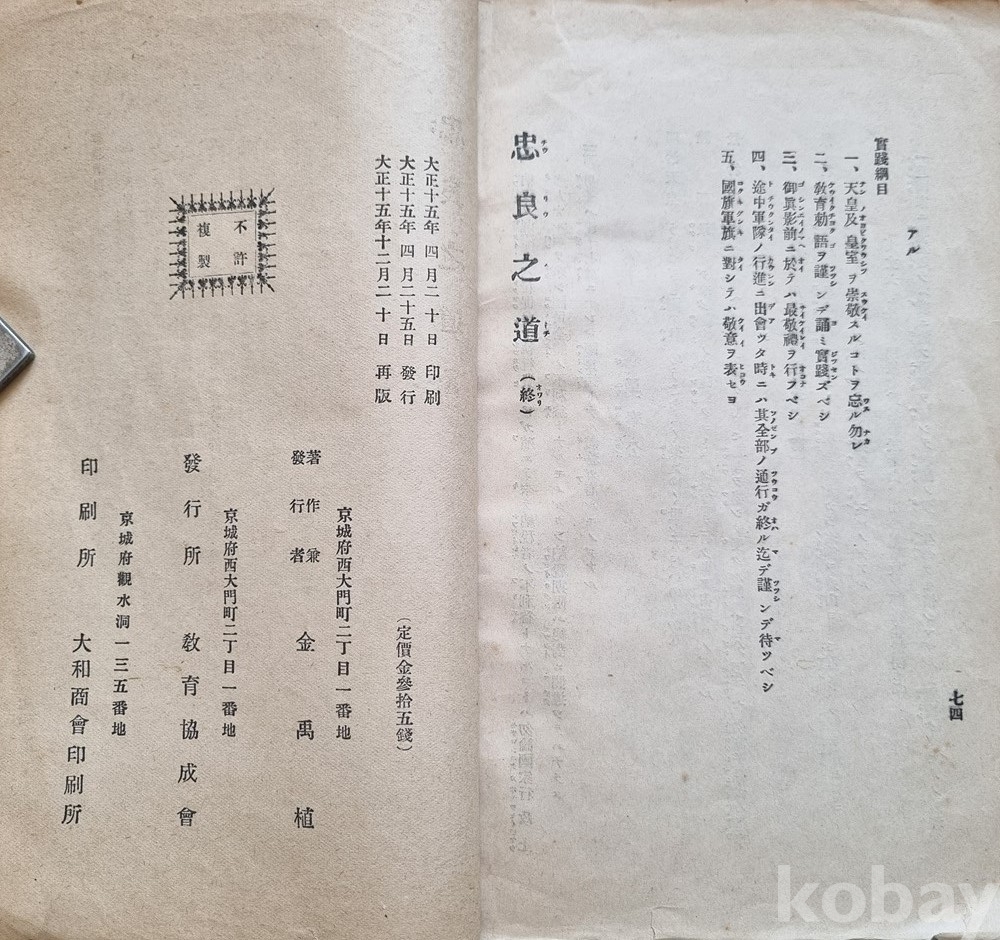 七四
アル
實踐綱目
一、天皇及皇室ヲ崇敬スルコトヲ忘ル勿レ
二、敎育勅語ヲ謹ンデ誦ミ實踐ズベシ
三、御眞影前ニ於テハ最敬禮ヲ行フベシ
四、途中軍隊ノ行進ニ出會ツタ時ニハ其全部ノ通行ガ終ル迄デ謹ンデ待ツベシ
五、國旗軍旗ニ對シテハ敬意ヲ表セヨ
忠良之道(終)
大正十五年四月二十日印刷
大正十五年四月二十五日發行
大正十五年十二月二十日再版
不許
複製
(定價金參拾五錢)
京城府西大門町二丁目一番地
著作兼
發行者 金禹植
京城府西大門町二丁目一番地
發行所 敎育協成會
京城府觀水洞一三五番地
印刷所 大和商會印刷所
kobay